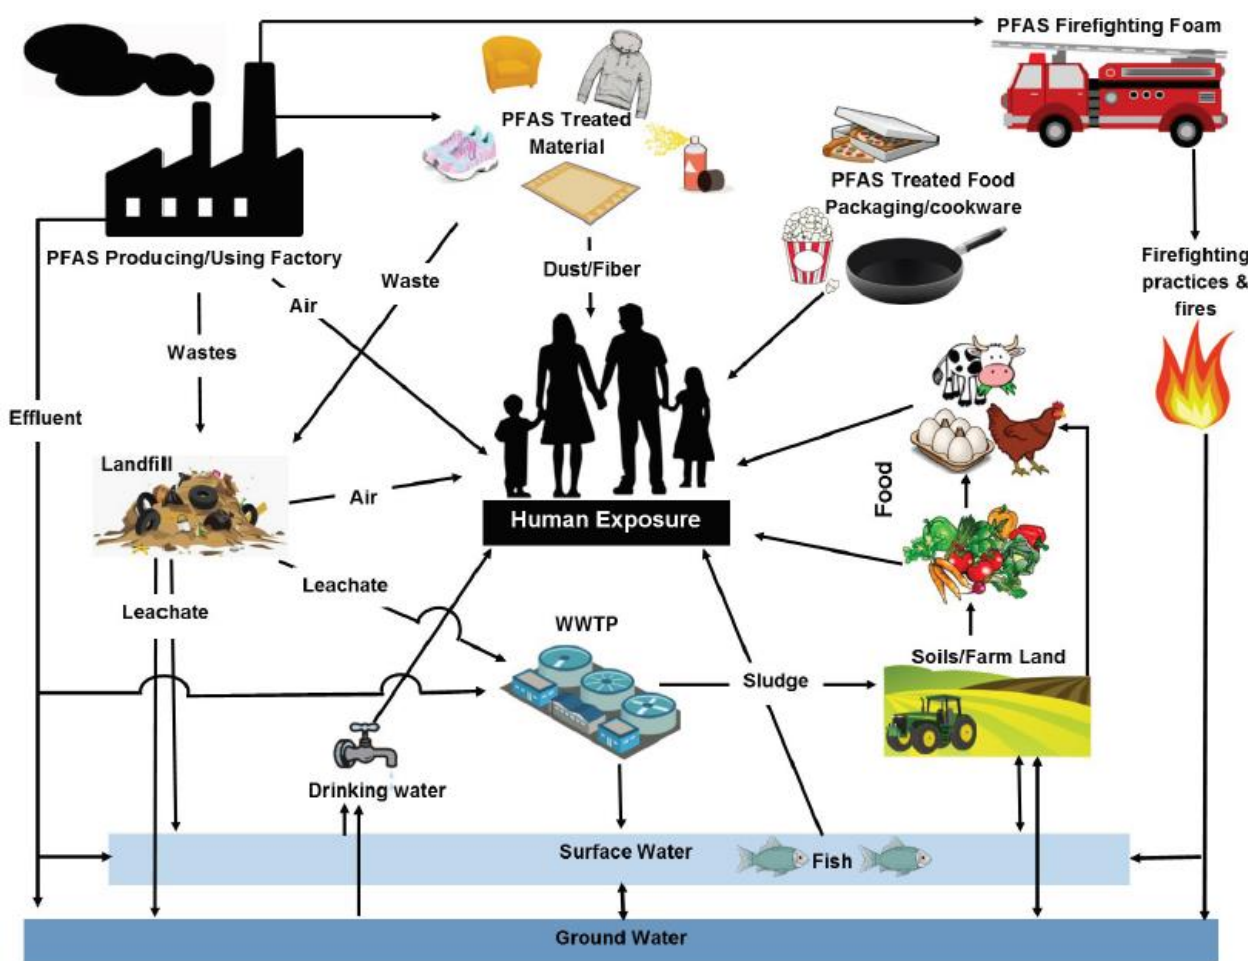 PFAS Firefighting Foam
PFAS Treated
Material
PFAS Treated Food
Packaging/cookware
PFAS Producing/Using Factory
Dust/Fiber
Firefighting
practices &
fires
Waste
Air
Wastes
Effluent
Landfill
Air
Human Exposure
Food
Leachate
Leachate
WWTP
Soils/Farm Land
Sludge
Drinking water
Surface Water
Fish
Ground Water